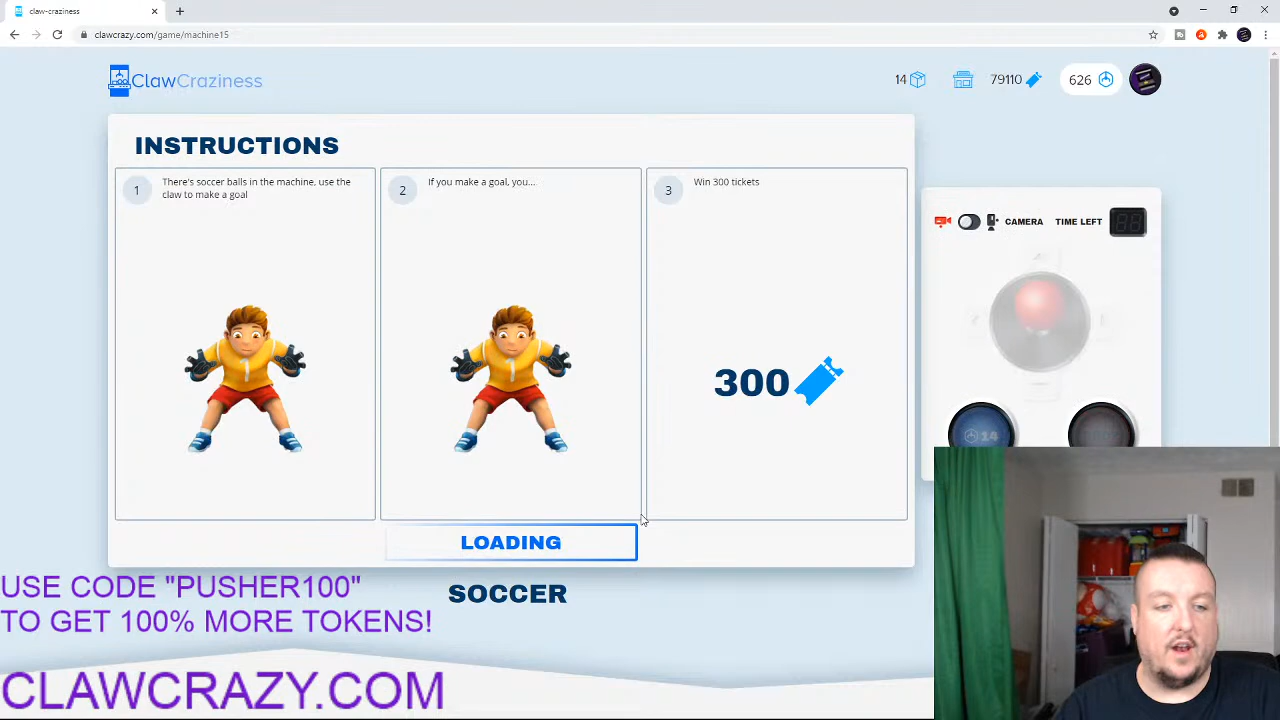 claw-craziness
clawcrazy.com/game/machine15
ClawCraziness
14
79110
626
INSTRUCTIONS
1
There's soccer balls in the machine, use the
claw to make a goal
2
If you make a goal, you...
3
Win 300 tickets
300
LOADING
SOCCER
CAMERA
TIME LEFT
14
USE CODE "PUSHER100"
TO GET 100% MORE TOKENS!
CLAWCRAZY.COM